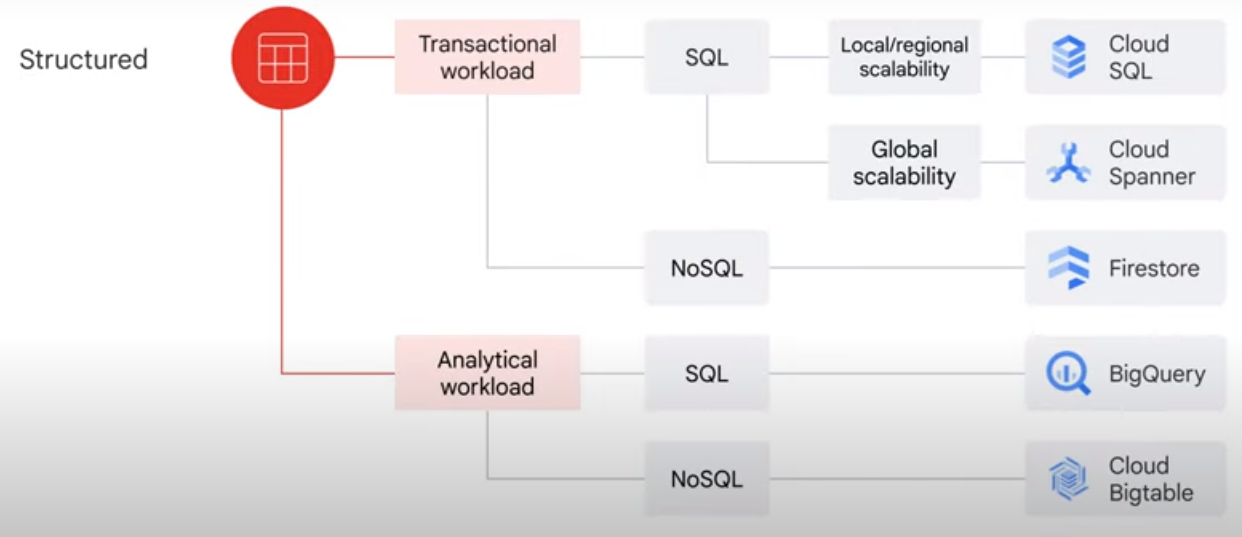 Structured
Transactional
workload
SQL
Local/regional
scalability
Cloud
SQL
Global
scalability
Cloud
Spanner
NoSQL
Firestore
Analytical
workload
SQL
BigQuery
NoSQL
Cloud
Bigtable